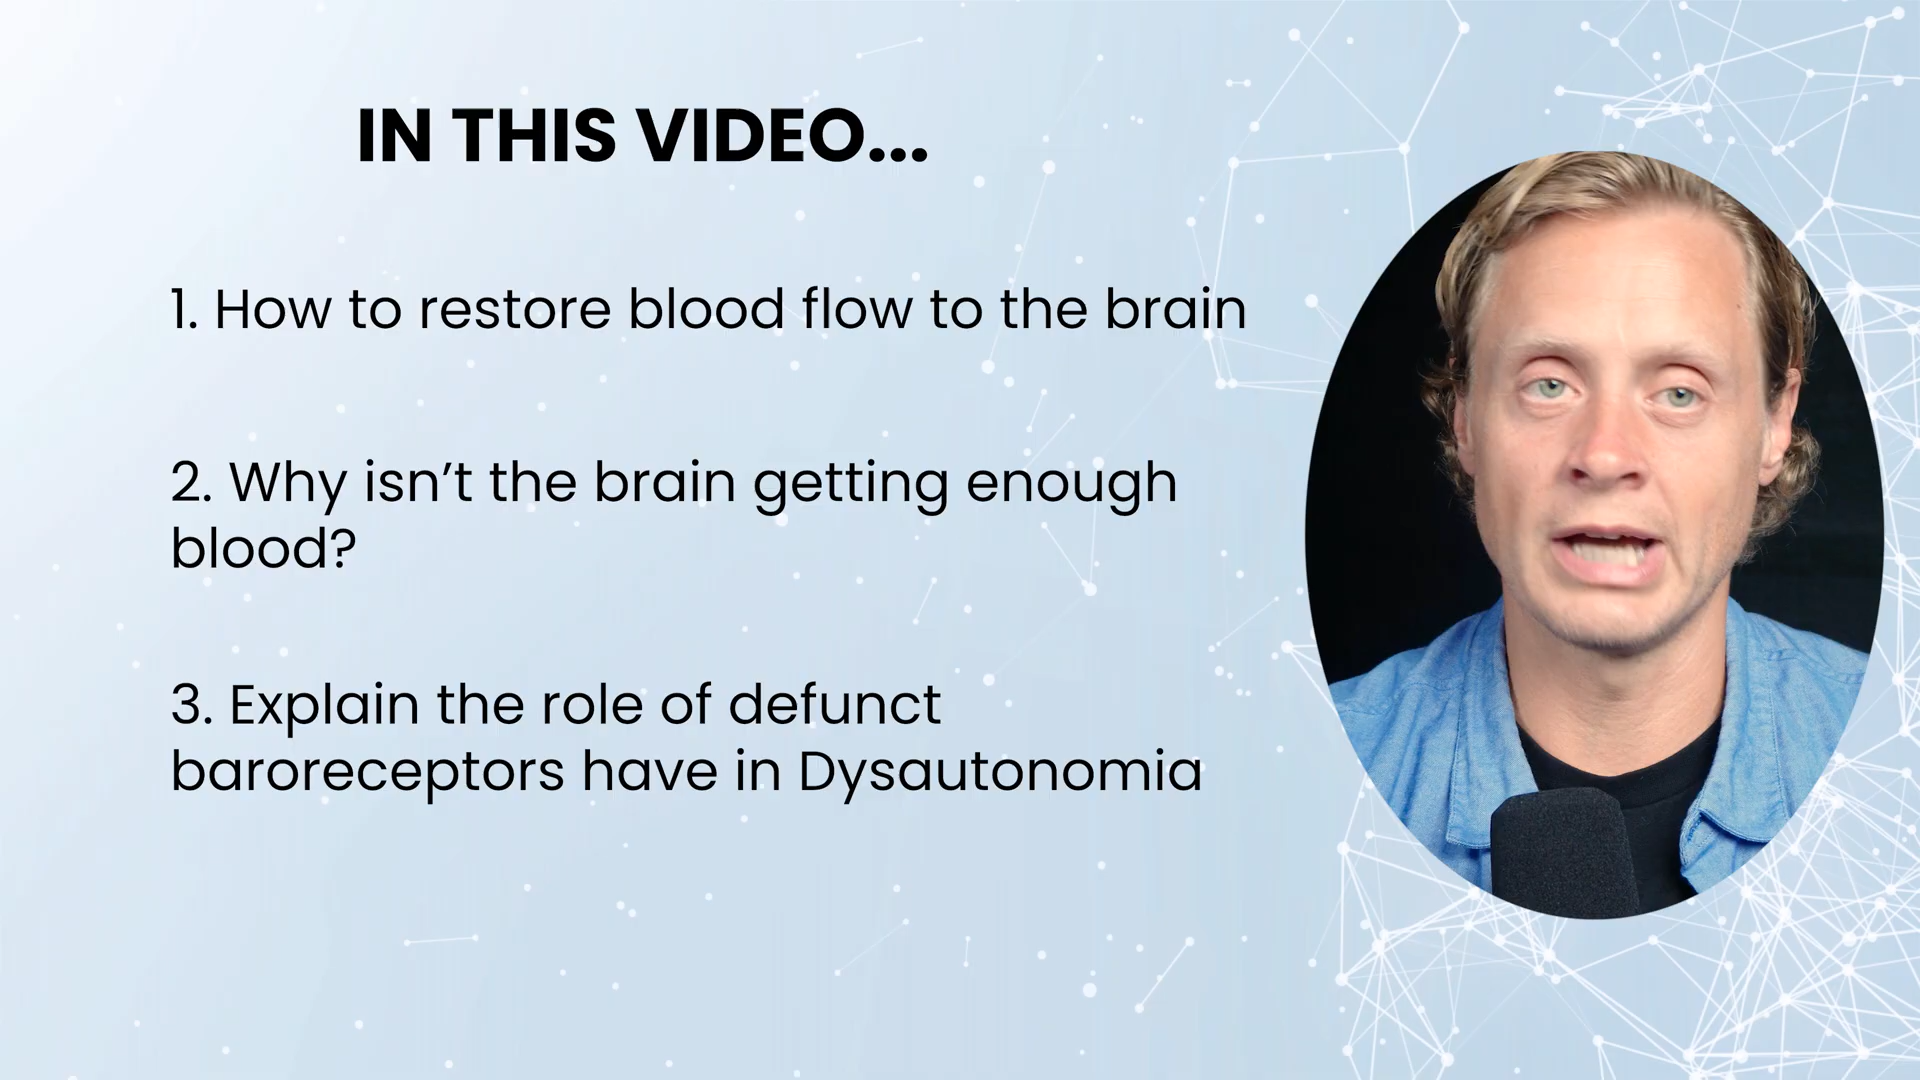 IN THIS VIDEO...
1. How to restore blood flow to the brain
2. Why isn’t the brain getting enough
blood?
3. Explain the role of defunct
baroreceptors have in Dysautonomia